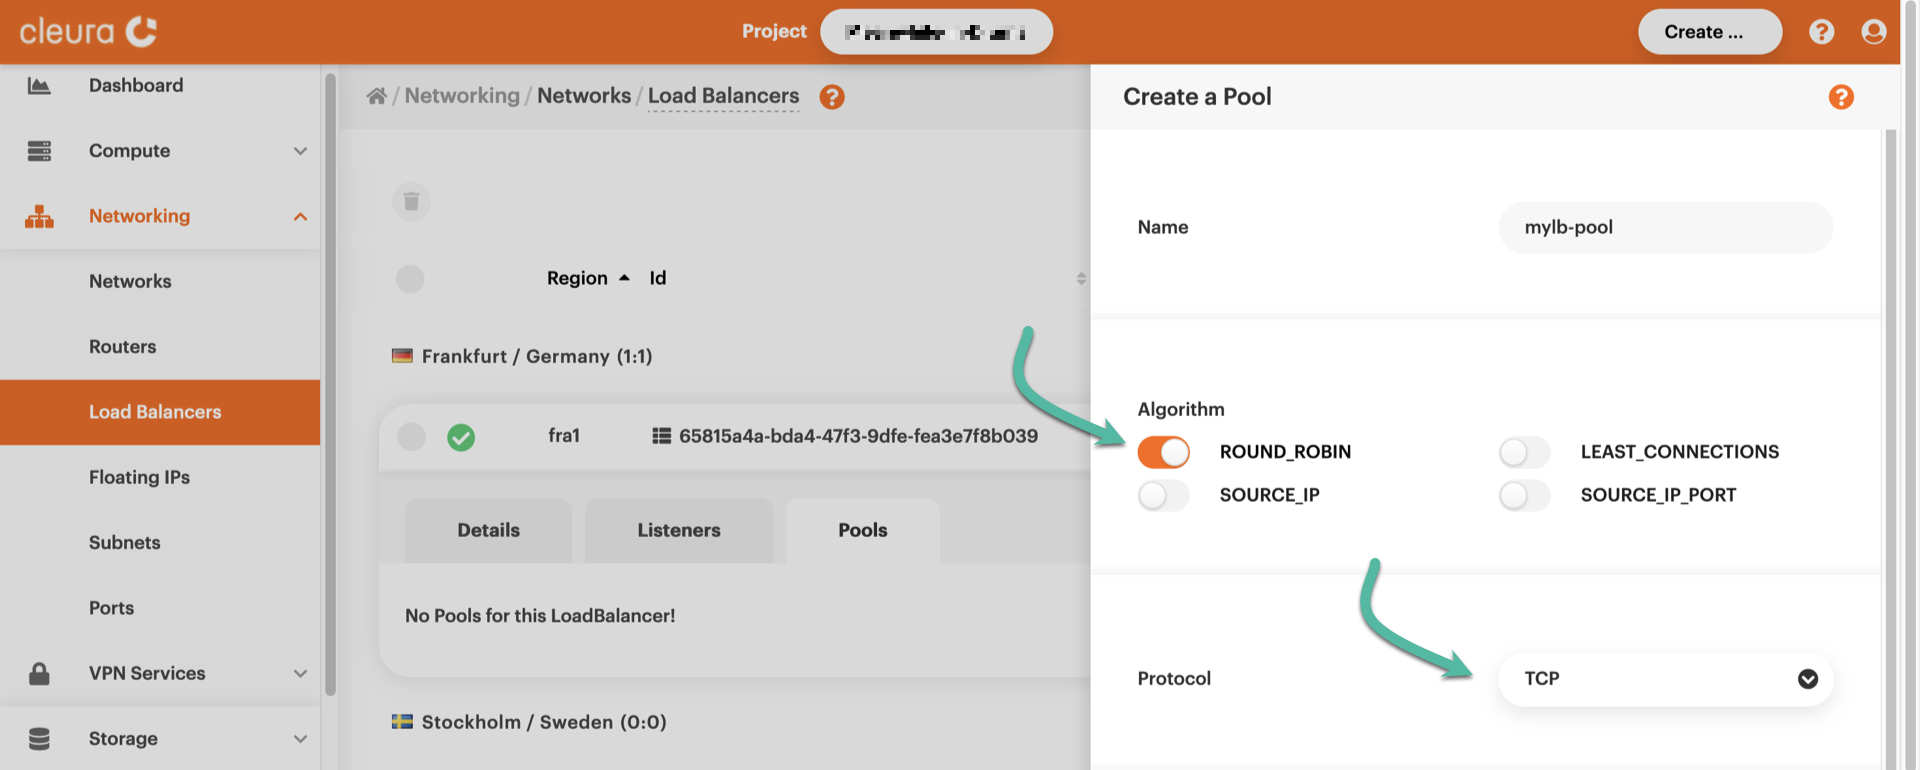 cleura
Project
Create ...
Dashboard
Compute
Networking
Networks
Routers
Load Balancers
Floating IPs
Subnets
Ports
VPN Services
Storage
/ Networking / Networks / Load Balancers
Region Id
Frankfurt / Germany (1:1)
fra1 65815a4a-bda4-47f3-9dfe-fea3e7f8b039
Details Listeners Pools
No Pools for this LoadBalancer!
Stockholm / Sweden (0:0)
Create a Pool
Name mylb-pool
Algorithm
ROUND_ROBIN LEAST_CONNECTIONS
SOURCE_IP SOURCE_IP_PORT
Protocol TCP